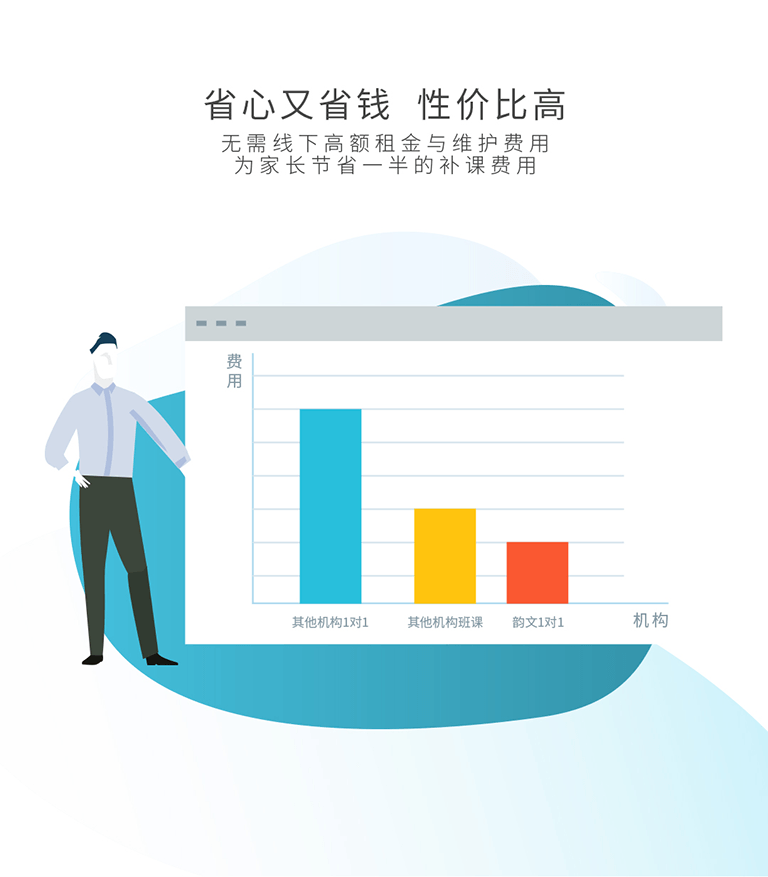 省心又省钱 性价比高
无需线下高额租金与维护费用
为家长节省一半的补课费用
费用
其他机构1对1
其他机构班课
韵文1对1
机构